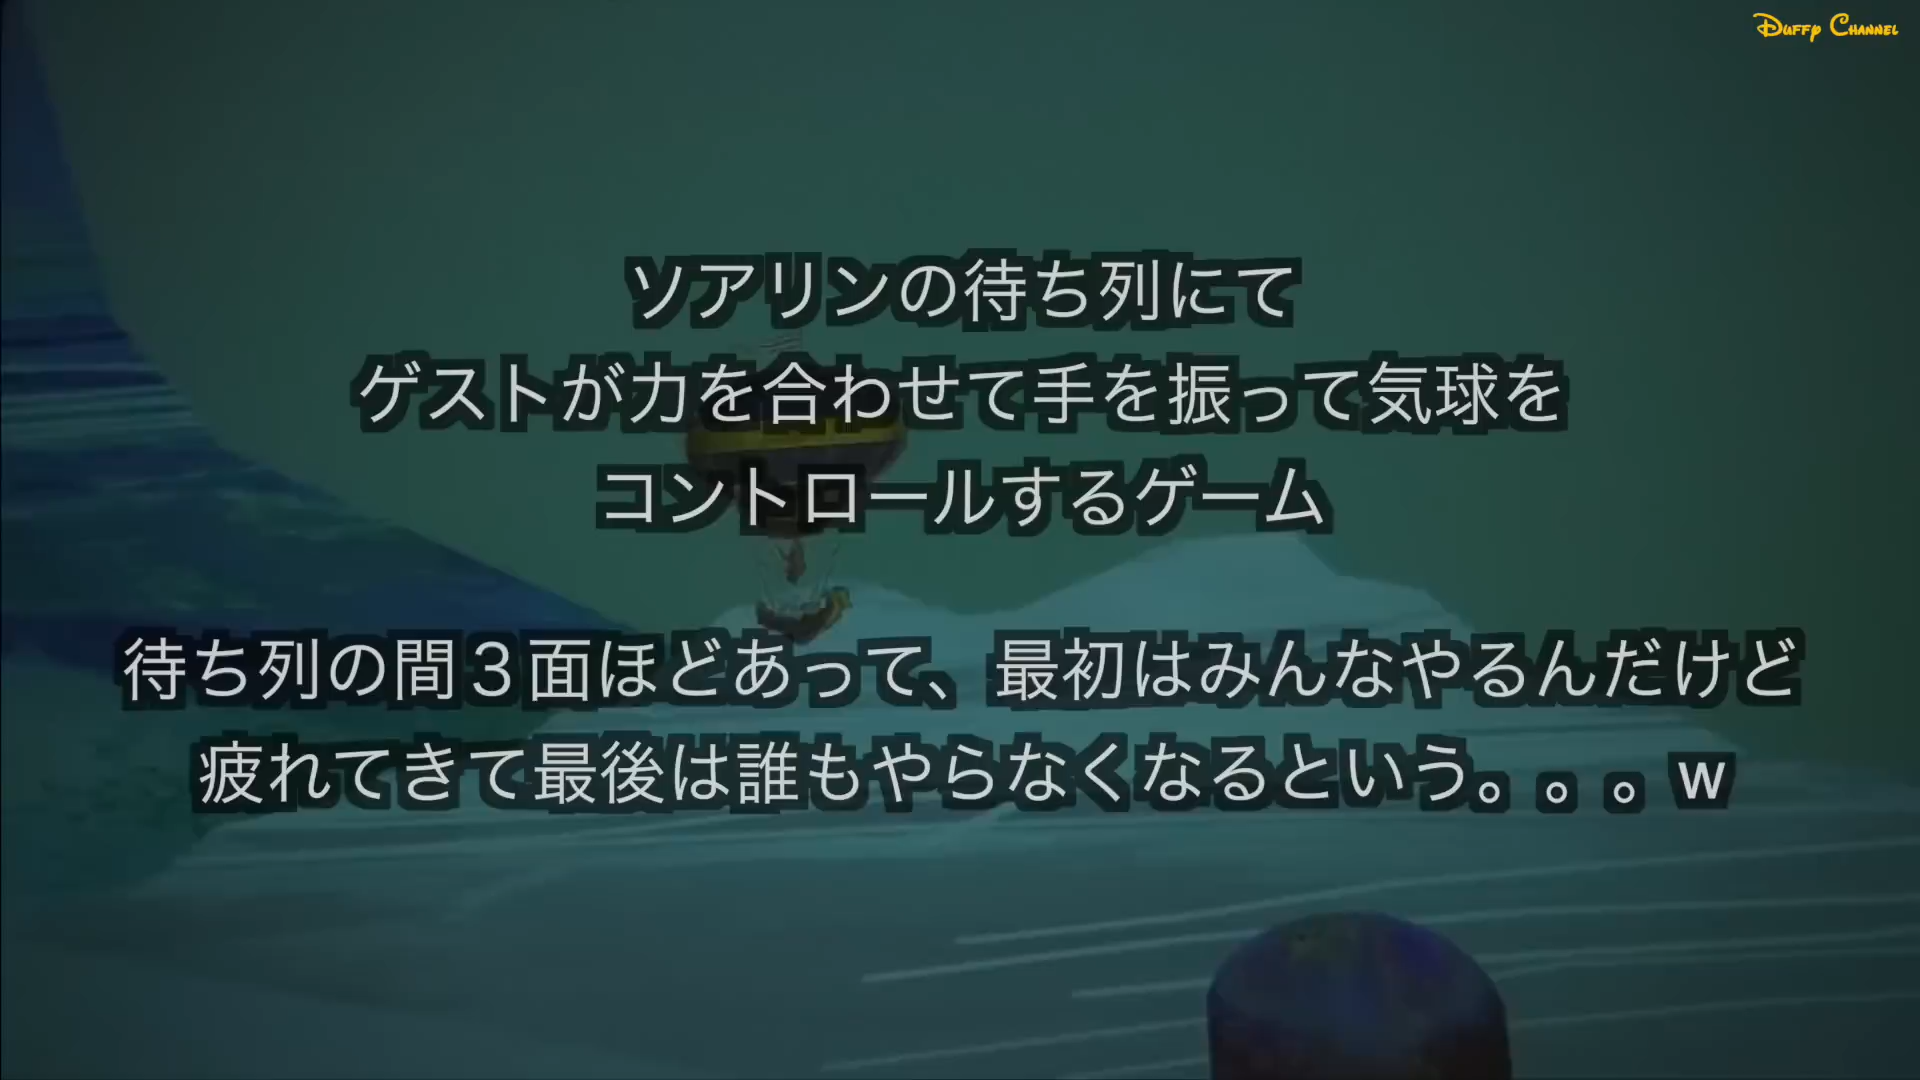 Duffy Channel
ソアリンの待ち列にて
ゲストが力を合わせて手を振って気球を
コントロールするゲーム
待ち列の間３面ほどあって、最初はみんなやるんだけど
疲れてきて最後は誰もやらなくなるという。。。w